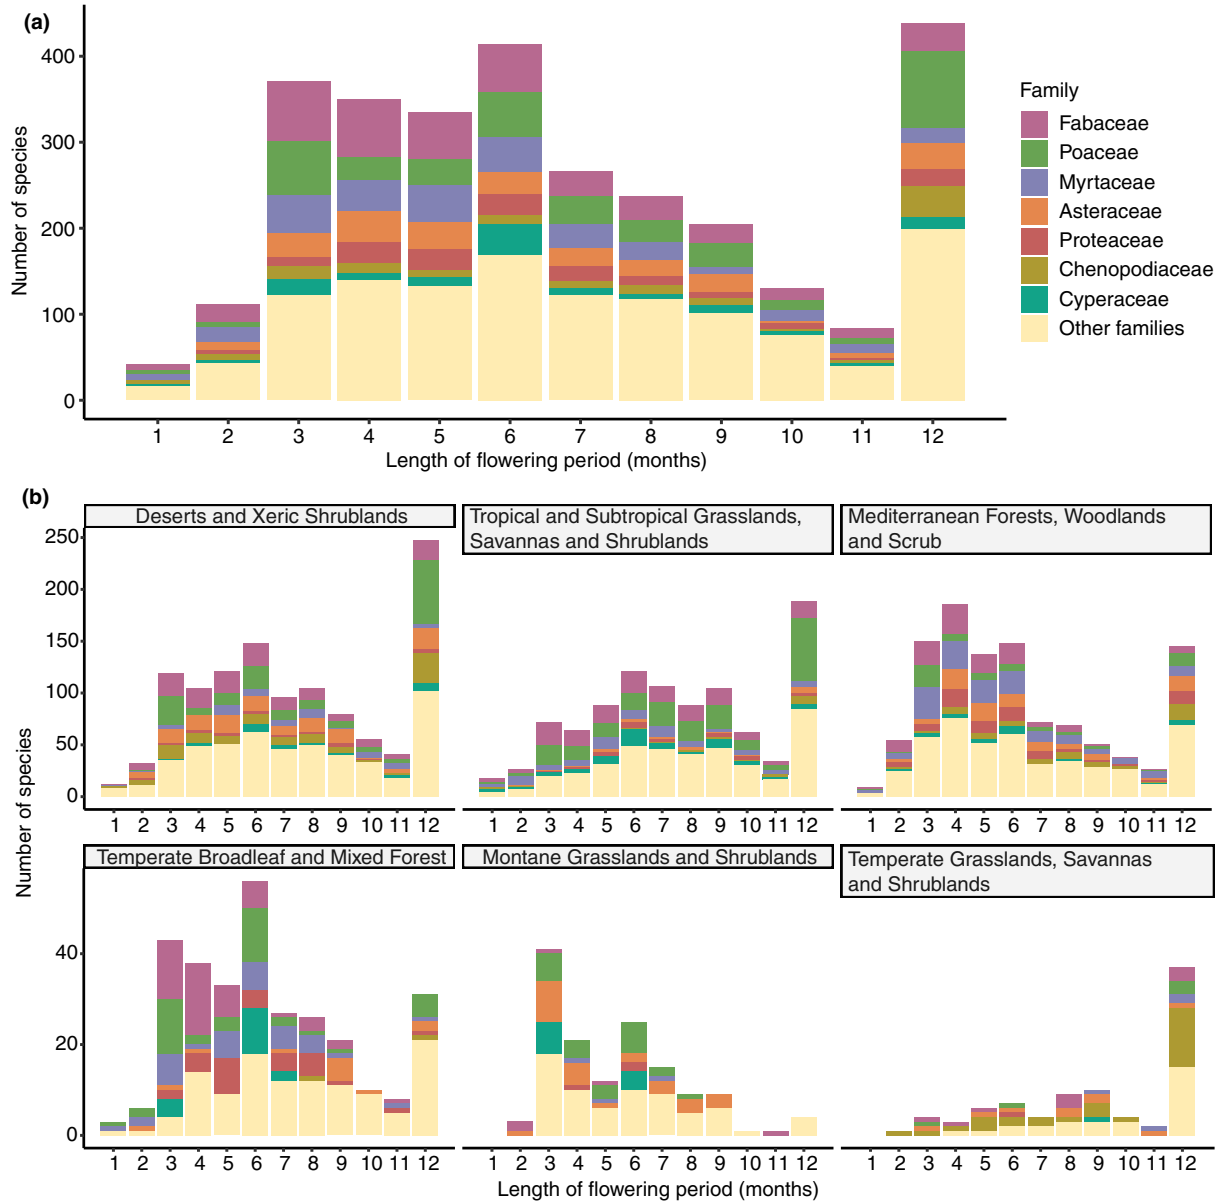 (a)
Number of species
400
300
200
100
0
1 2 3 4 5 6 7 8 9 10 11 12
Length of flowering period (months)
Family
Fabaceae
Poaceae
Myrtaceae
Asteraceae
Proteaceae
Chenopodiaceae
Cyperaceae
Other families
(b)
Number of species
Deserts and Xeric Shrublands
Tropical and Subtropical Grasslands,
Savannas and Shrublands
Mediterranean Forests, Woodlands
and Scrub
250
200
150
100
50
0
1 2 3 4 5 6 7 8 9 10 11 12
1 2 3 4 5 6 7 8 9 10 11 12
1 2 3 4 5 6 7 8 9 10 11 12
Temperate Broadleaf and Mixed Forest
Montane Grasslands and Shrublands
Temperate Grasslands, Savannas
and Shrublands
40
20
0
1 2 3 4 5 6 7 8 9 10 11 12
1 2 3 4 5 6 7 8 9 10 11 12
1 2 3 4 5 6 7 8 9 10 11 12
Length of flowering period (months)